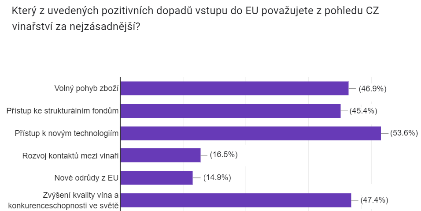 Který z uvedených pozitivních dopadů vstupu do EU považujete z pohledu CZ
vinařství za nejzásadnější?
Volný pohyb zboží (46.9%)
Přístup ke strukturálním fondům (45.4%)
Přístup k novým technologiím (53.6%)
Rozvoj kontaktů mezi vinaři (16.5%)
Nové odrůdy z EU (14.9%)
Zvýšení kvality vína a
konkurenceschopnosti ve světě (47.4%)